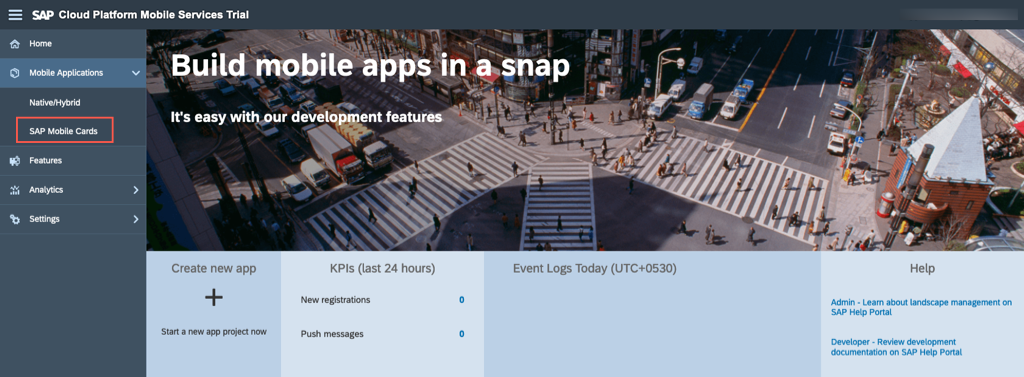 SAP Cloud Platform Mobile Services Trial
Home
Mobile Applications
Native/Hybrid
SAP Mobile Cards
Features
Analytics
Settings
Build mobile apps in a snap
It's easy with our development features
Create new app
Start a new app project now
KPIs (last 24 hours)
New registrations 0
Push messages 0
Event Logs Today (UTC+0530)
Help
Admin - Learn about landscape management on
SAP Help Portal
Developer - Review development
documentation on SAP Help Portal